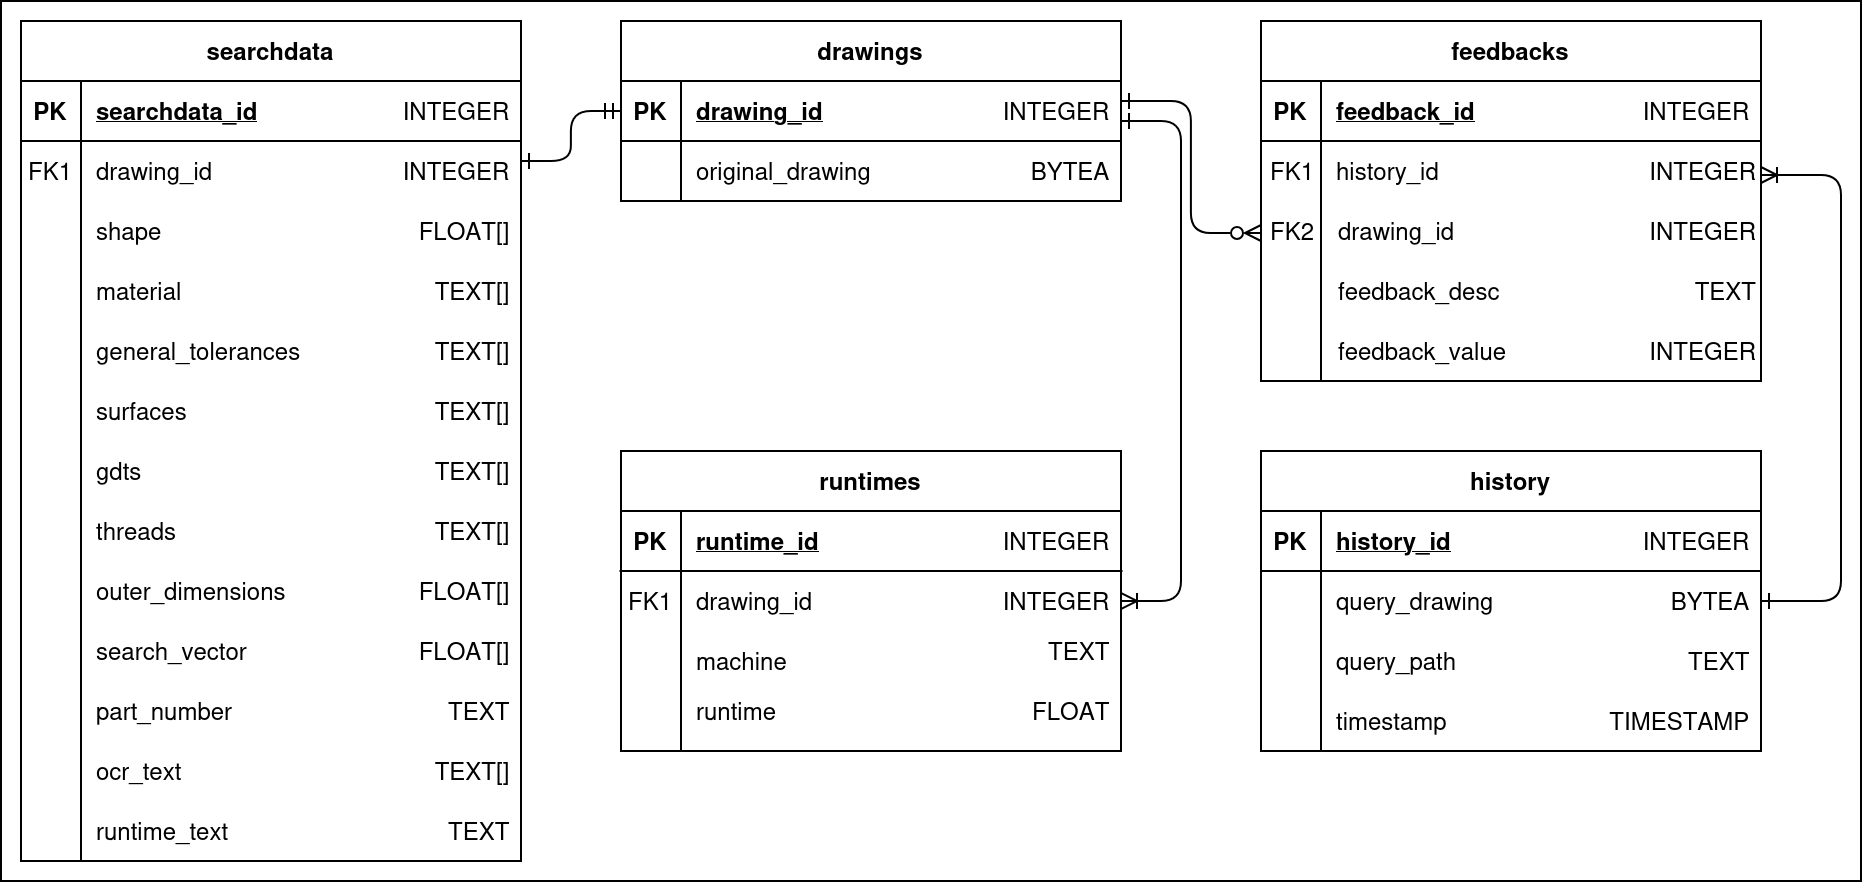 searchdata
PK searchdata_id INTEGER
FK1 drawing_id INTEGER
shape FLOAT[]
material TEXT[]
general_tolerances TEXT[]
surfaces TEXT[]
gdts TEXT[]
threads TEXT[]
outer_dimensions FLOAT[]
search_vector FLOAT[]
part_number TEXT
ocr_text TEXT[]
runtime_text TEXT
drawings
PK drawing_id INTEGER
original_drawing BYTEA
runtimes
PK runtime_id INTEGER
FK1 drawing_id INTEGER
machine TEXT
runtime FLOAT
feedbacks
PK feedback_id INTEGER
FK1 history_id INTEGER
FK2 drawing_id INTEGER
feedback_desc TEXT
feedback_value INTEGER
history
PK history_id INTEGER
query_drawing BYTEA
query_path TEXT
timestamp TIMESTAMP